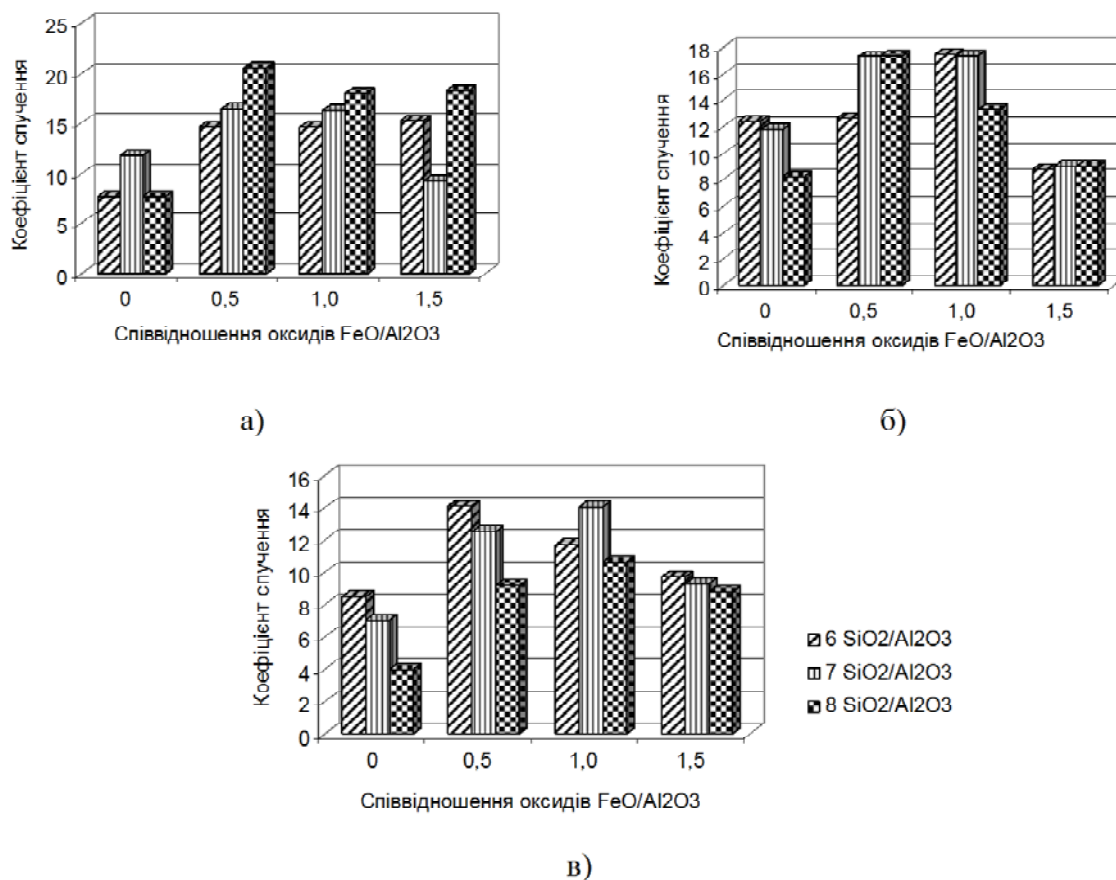 Коефіцієнт спучення
25
20
15
10
5
0
0 0,5 1,0 1,5
Співвідношення оксидів FeO/Al2O3
а)
Коефіцієнт спучення
18
16
14
12
10
8
6
4
2
0
0 0,5 1,0 1,5
Співвідношення оксидів FeO/Al2O3
б)
Коефіцієнт спучення
16
14
12
10
8
6
4
2
0
0 0,5 1,0 1,5
Співвідношення оксидів FeO/Al2O3
6 SiO2/Al2O3
7 SiO2/Al2O3
8 SiO2/Al2O3
в)